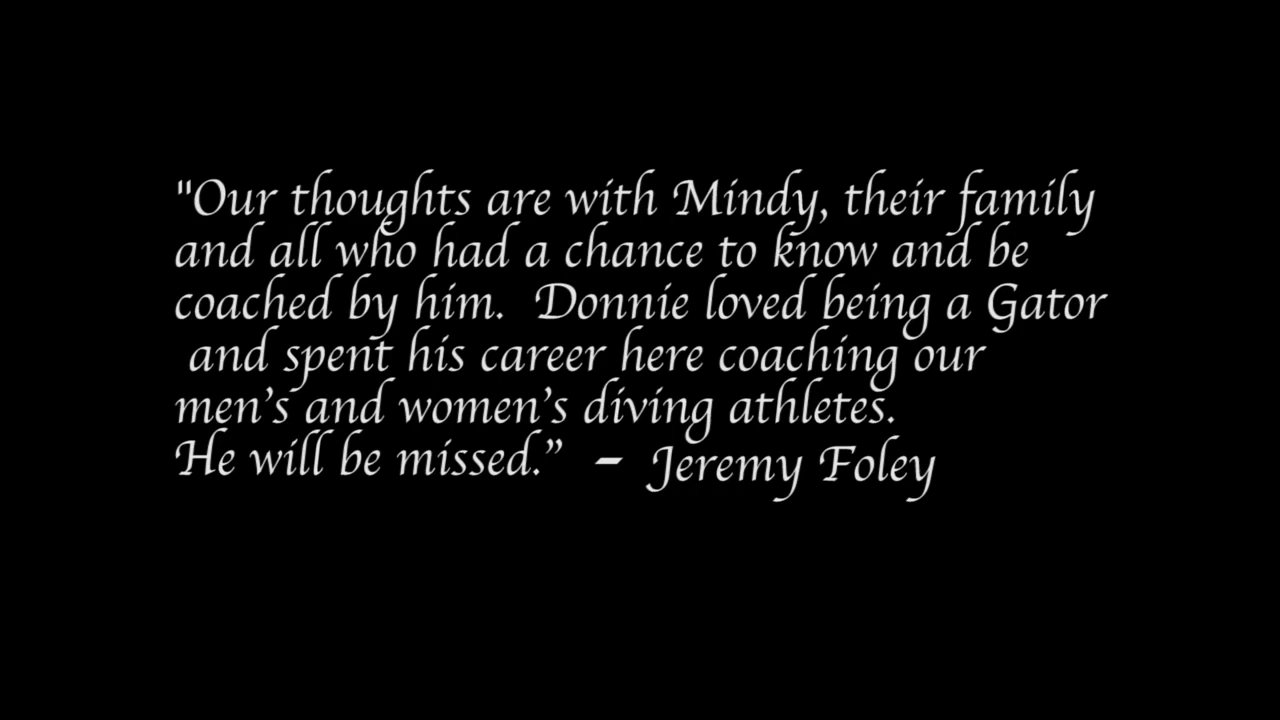 "Our thoughts are with Mindy, their family
and all who had a chance to know and be
coached by him.  Donnie loved being a Gator
and spent his career here coaching our
men’s and women’s diving athletes.
He will be missed.” - Jeremy Foley